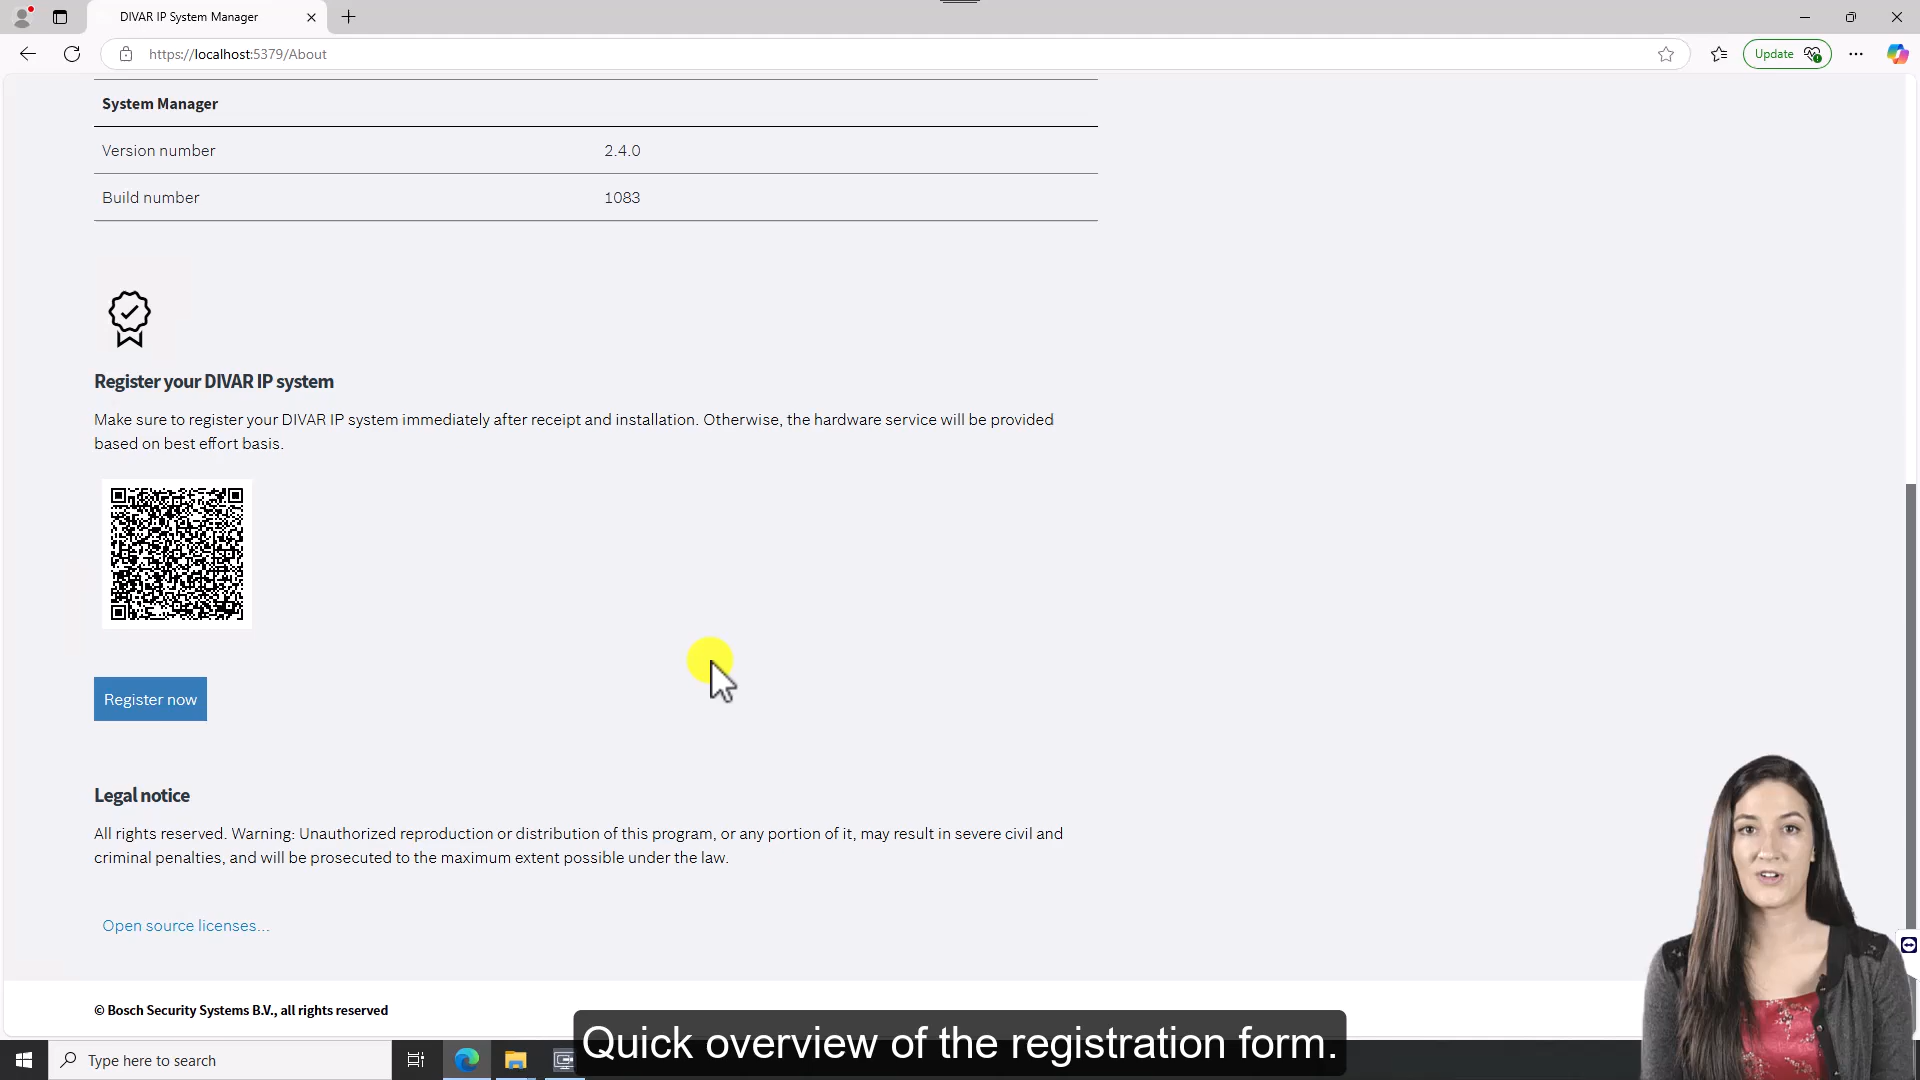 DIVAR IP System Manager
https://localhost:5379/About
Update
System Manager
Version number 2.4.0
Build number 1083
Register your DIVAR IP system
Make sure to register your DIVAR IP system immediately after receipt and installation. Otherwise, the hardware service will be provided
based on best effort basis.
Register now
Legal notice
All rights reserved. Warning: Unauthorized reproduction or distribution of this program, or any portion of it, may result in severe civil and
criminal penalties, and will be prosecuted to the maximum extent possible under the law.
Open source licenses...
© Bosch Security Systems B.V., all rights reserved
Quick overview of the registration form.
Type here to search